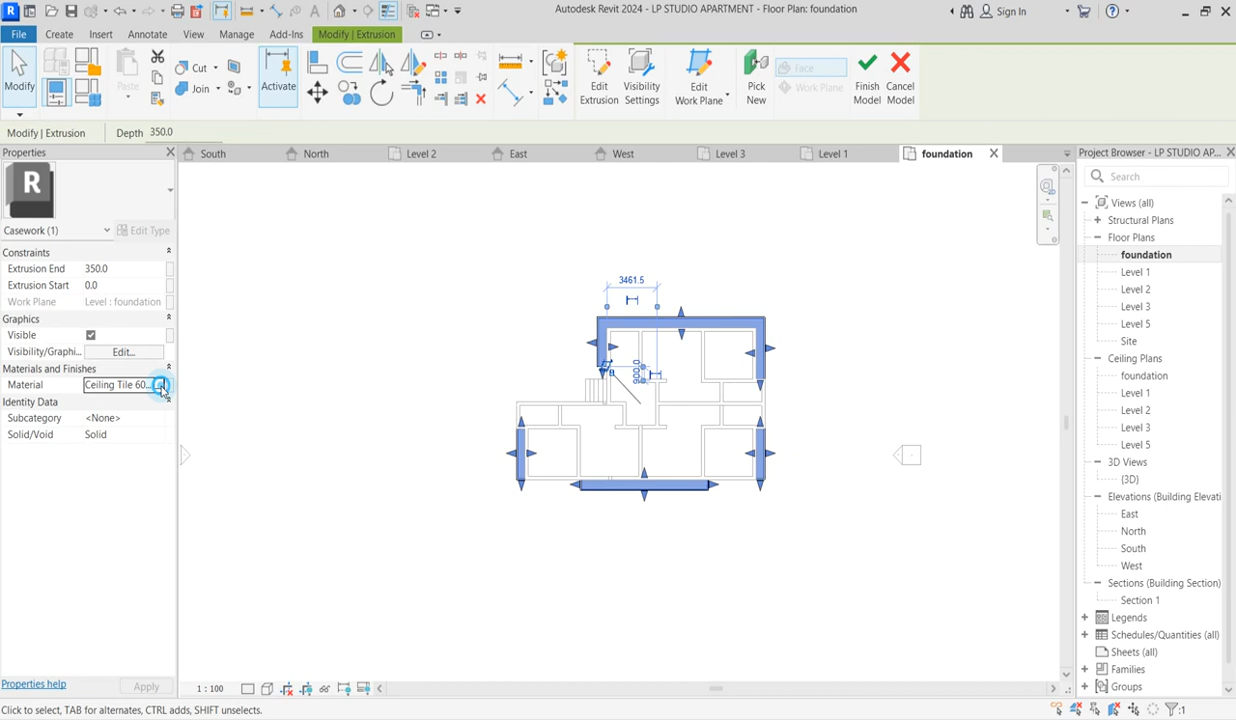 Autodesk Revit 2024 - LP STUDIO APARTMENT - Floor Plan: foundation
Sign In
File
Create
Insert
Annotate
View
Manage
Add-Ins
Modify | Extrusion
Modify
Paste
Cut
Join
Activate
Edit Extrusion
Visibility Settings
Edit Work Plane
Pick New
Face
Work Plane
Finish Model
Cancel Model
Modify | Extrusion
Depth 350.0
Properties
South
North
Level 2
East
West
Level 3
Level 1
foundation
Project Browser - LP STUDIO AP...
R
Casework (1)
Edit Type
Constraints
Extrusion End 350.0
Extrusion Start 0.0
Work Plane Level : foundation
Graphics
Visible
Visibility/Graphi... Edit...
Materials and Finishes
Material Ceiling Tile 60...
Identity Data
Subcategory <None>
Solid/Void Solid
3461.5
900.0
Search
Views (all)
Structural Plans
Floor Plans
foundation
Level 1
Level 2
Level 3
Level 5
Site
Ceiling Plans
foundation
Level 1
Level 2
Level 3
Level 5
3D Views
{3D}
Elevations (Building Elevati
East
North
South
West
Sections (Building Section)
Section 1
Legends
Schedules/Quantities (all)
Sheets (all)
Families
Groups
Properties help
Apply
1 : 100
Click to select, TAB for alternates, CTRL adds, SHIFT unselects.
:1